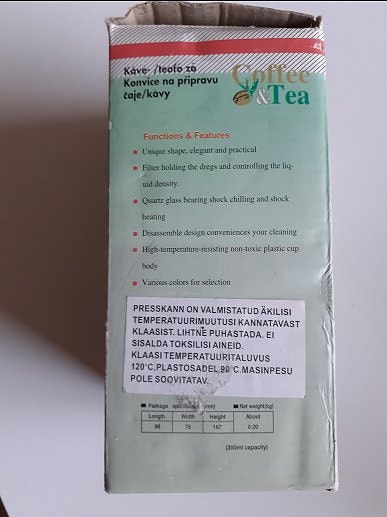 Káve- /teafo zö
Konvice na připravu
čaje/kávy
Coffee
&Tea
Functions & Features
Unique shape, elegant and practical
Filter holding the dregs and controlling the liq-
uid density.
Quartz glass bearing shock chilling and shock
heating
Disassemble design conveniences your cleaning
High-temperature-resisting non-toxic plastic cup
body
Various colors for selection
PRESSKANN ON VALMISTATUD ÄKILISI
TEMPERATUURIMUUTUSI KANNATAVAST
KLAASIST. LIHTNE PUHASTADA. EI
SISALDA TOKSILISI AINEID.
KLAASI TEMPERATUURITALUVUS
120°C,PLASTOSADEL 90°C.MASINPESU
POLE SOOVITATAV.
Package (mm) Net weight(kg)
Length Width Height About
98 75 167 0.20
(350ml capacity)